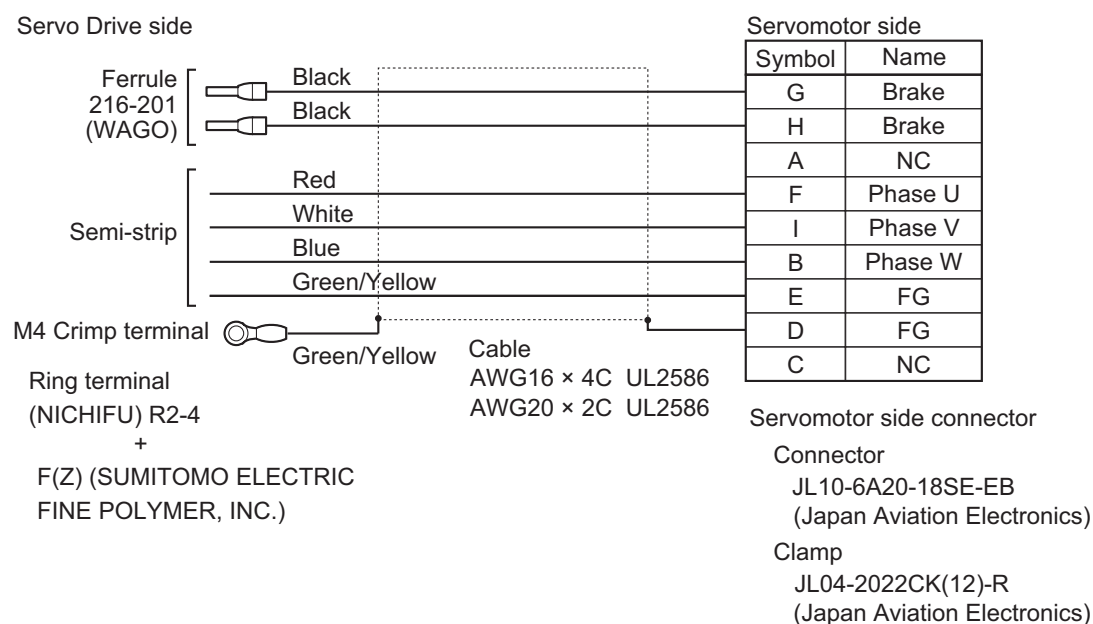 Servo Drive side
Servomotor side
Symbol Name
Ferrule
216-201
(WAGO)
Black
G Brake
Black
H Brake
A NC
Semi-strip
Red
F Phase U
White
I Phase V
Blue
B Phase W
Green/Yellow
E FG
M4 Crimp terminal
D FG
Green/Yellow
C NC
Cable
AWG16 × 4C UL2586
AWG20 × 2C UL2586
Ring terminal
(NICHIFU) R2-4
+
F(Z) (SUMITOMO ELECTRIC
FINE POLYMER, INC.)
Servomotor side connector
Connector
JL10-6A20-18SE-EB
(Japan Aviation Electronics)
Clamp
JL04-2022CK(12)-R
(Japan Aviation Electronics)